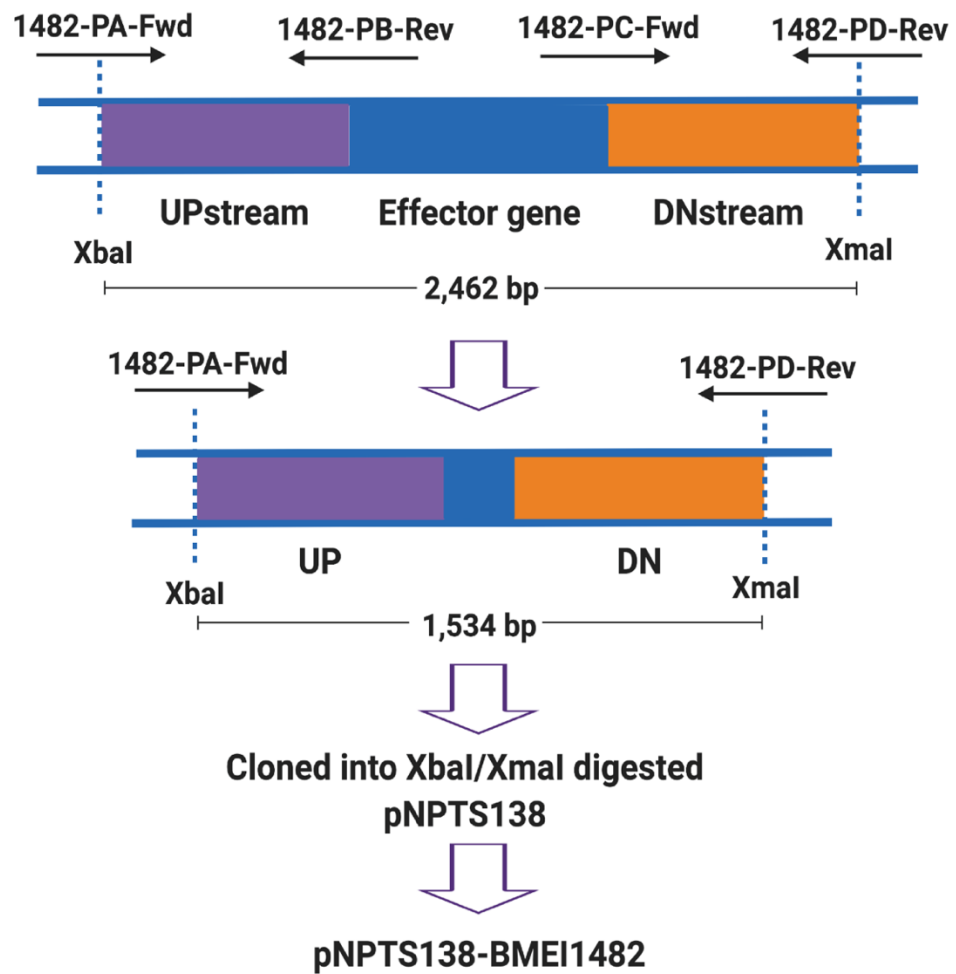 1482-PA-Fwd 1482-PB-Rev 1482-PC-Fwd 1482-PD-Rev
UPstream Effector gene DNstream
XbaI XmaI
2,462 bp
1482-PA-Fwd 1482-PD-Rev
UP DN
XbaI XmaI
1,534 bp
Cloned into XbaI/XmaI digested
pNPTS138
pNPTS138-BMEI1482